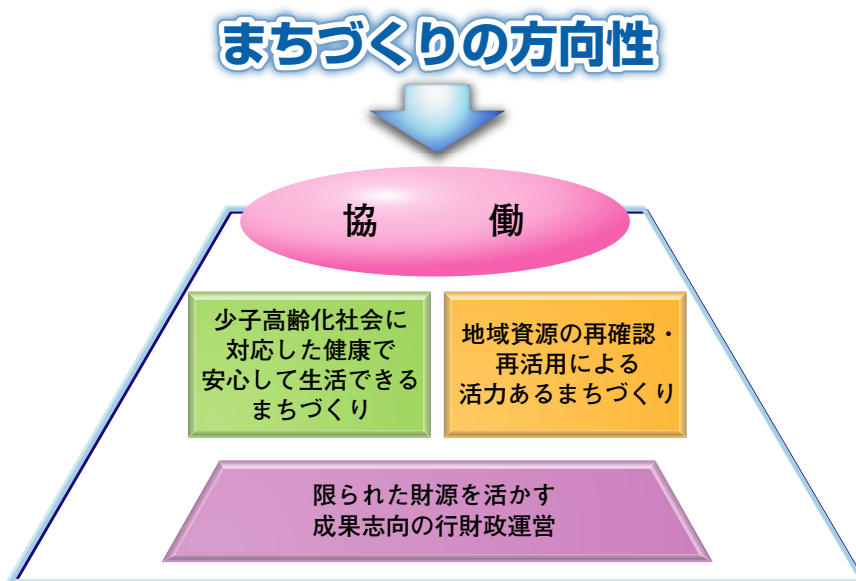 まちづくりの方向性
協　働
少子高齢化社会に
対応した健康で
安心して生活できる
まちづくり
地域資源の再確認・
再活用による
活力あるまちづくり
限られた財源を活かす
成果志向の行財政運営